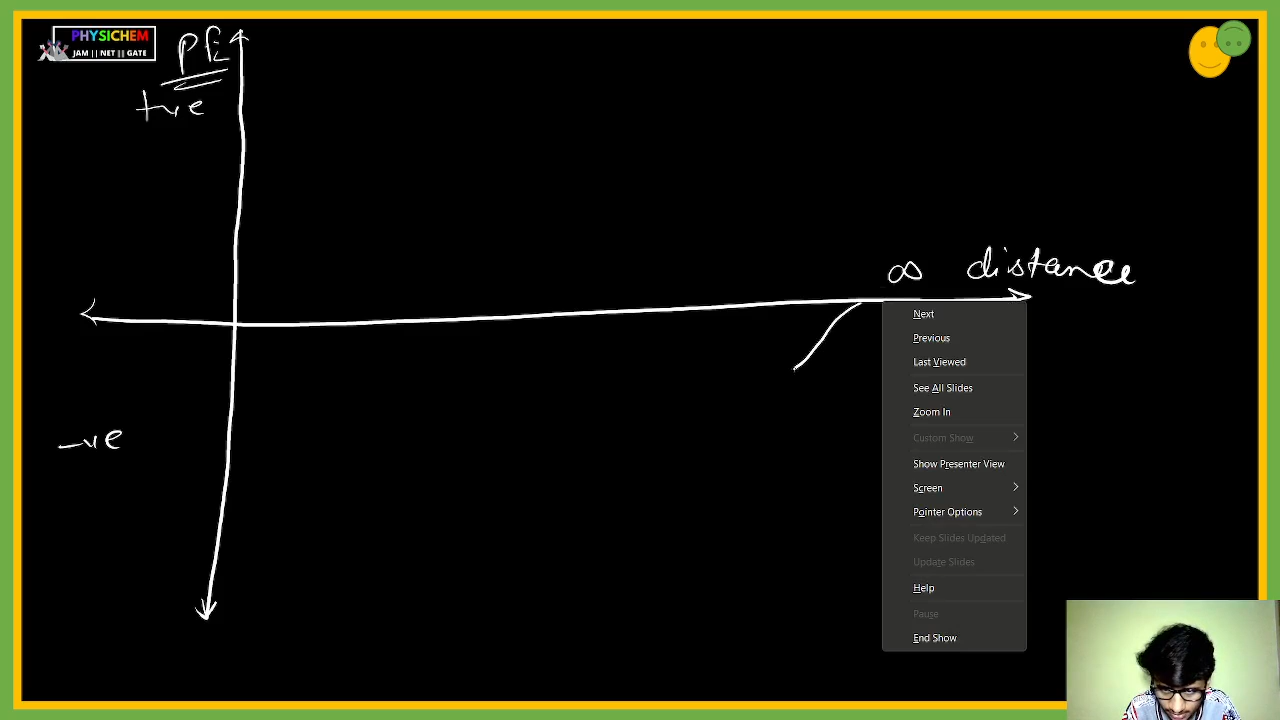 PHYSICHEM
JAM || NET || GATE
+ve
∞ distance
-ve
Next
Previous
Last Viewed
See All Slides
Zoom In
Custom Show
Show Presenter View
Screen
Pointer Options
Keep Slides Updated
Update Slides
Help
Pause
End Show